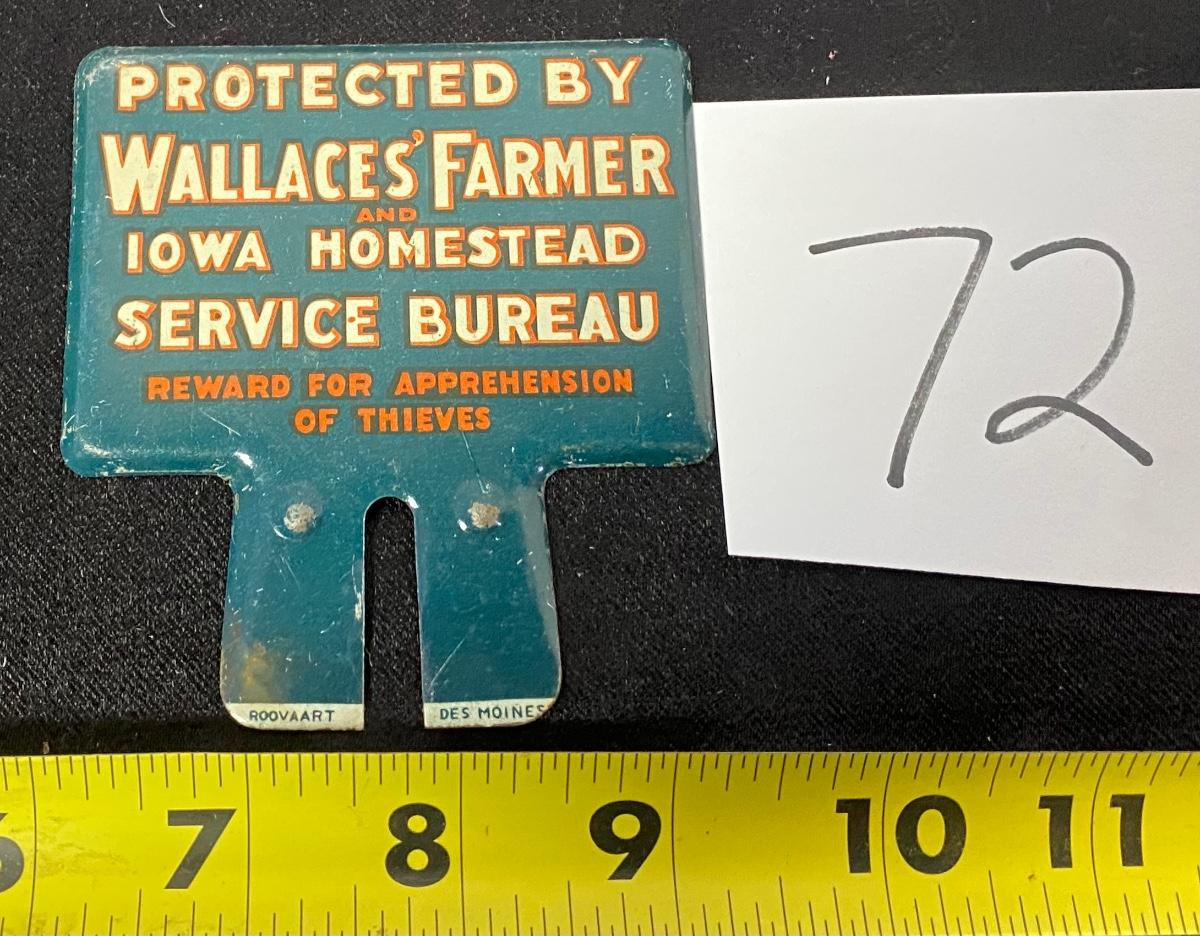 PROTECTED BY
WALLACES' FARMER
AND
IOWA HOMESTEAD
SERVICE BUREAU
REWARD FOR APPREHENSION
OF THIEVES
ROOVAART DES MOINES
72
6 7 8 9 10 11